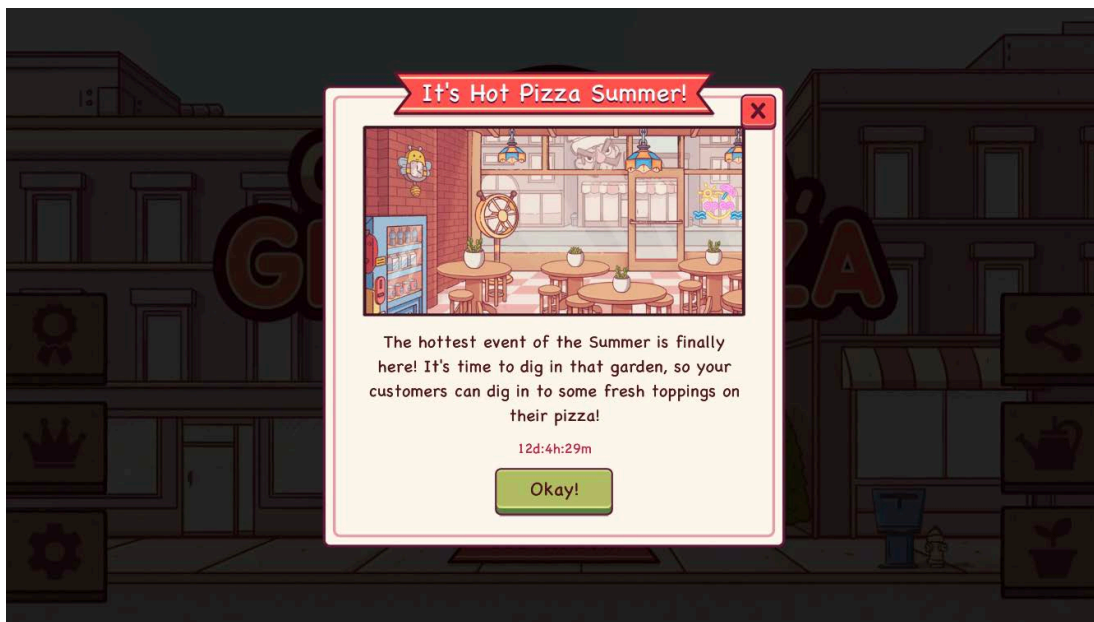 It's Hot Pizza Summer!
X
The hottest event of the Summer is finally
here! It's time to dig in that garden, so your
customers can dig in to some fresh toppings on
their pizza!
12d:4h:29m
Okay!